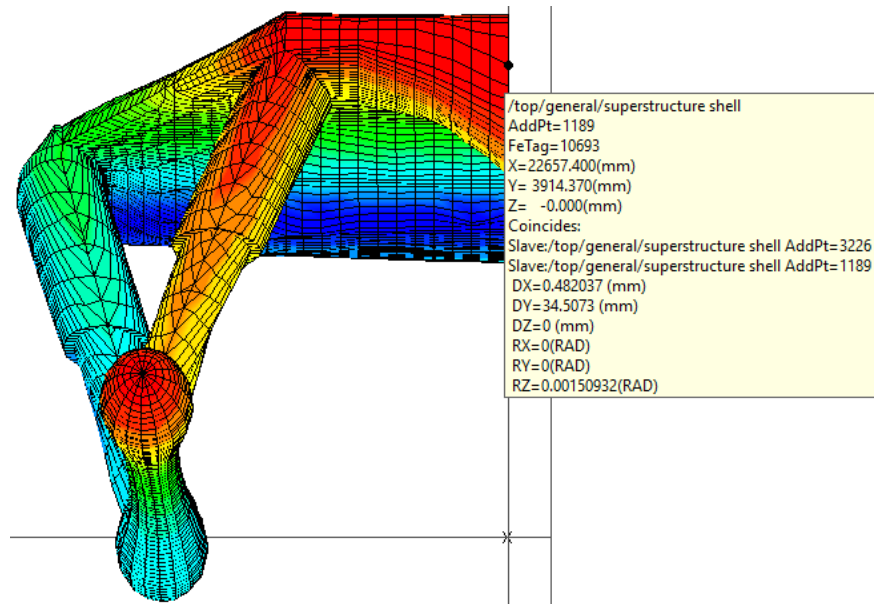 /top/general/superstructure shell
AddPt=1189
FeTag=10693
X=22657.400(mm)
Y= 3914.370(mm)
Z=   -0.000(mm)
Coincides:
Slave:/top/general/superstructure shell AddPt=3226
Slave:/top/general/superstructure shell AddPt=1189
DX=0.482037 (mm)
DY=34.5073 (mm)
DZ=0 (mm)
RX=0(RAD)
RY=0(RAD)
RZ=0.00150932(RAD)